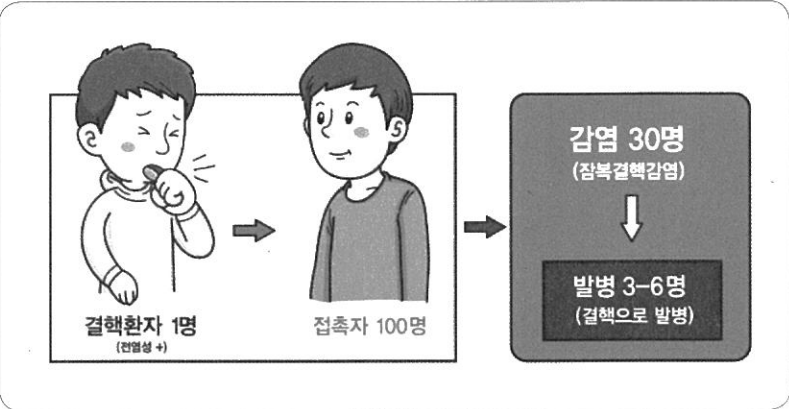 결핵환자 1명
(전염성 +)
접촉자 100명
감염 30명
(잠복결핵감염)
발병 3-6명
(결핵으로 발병)